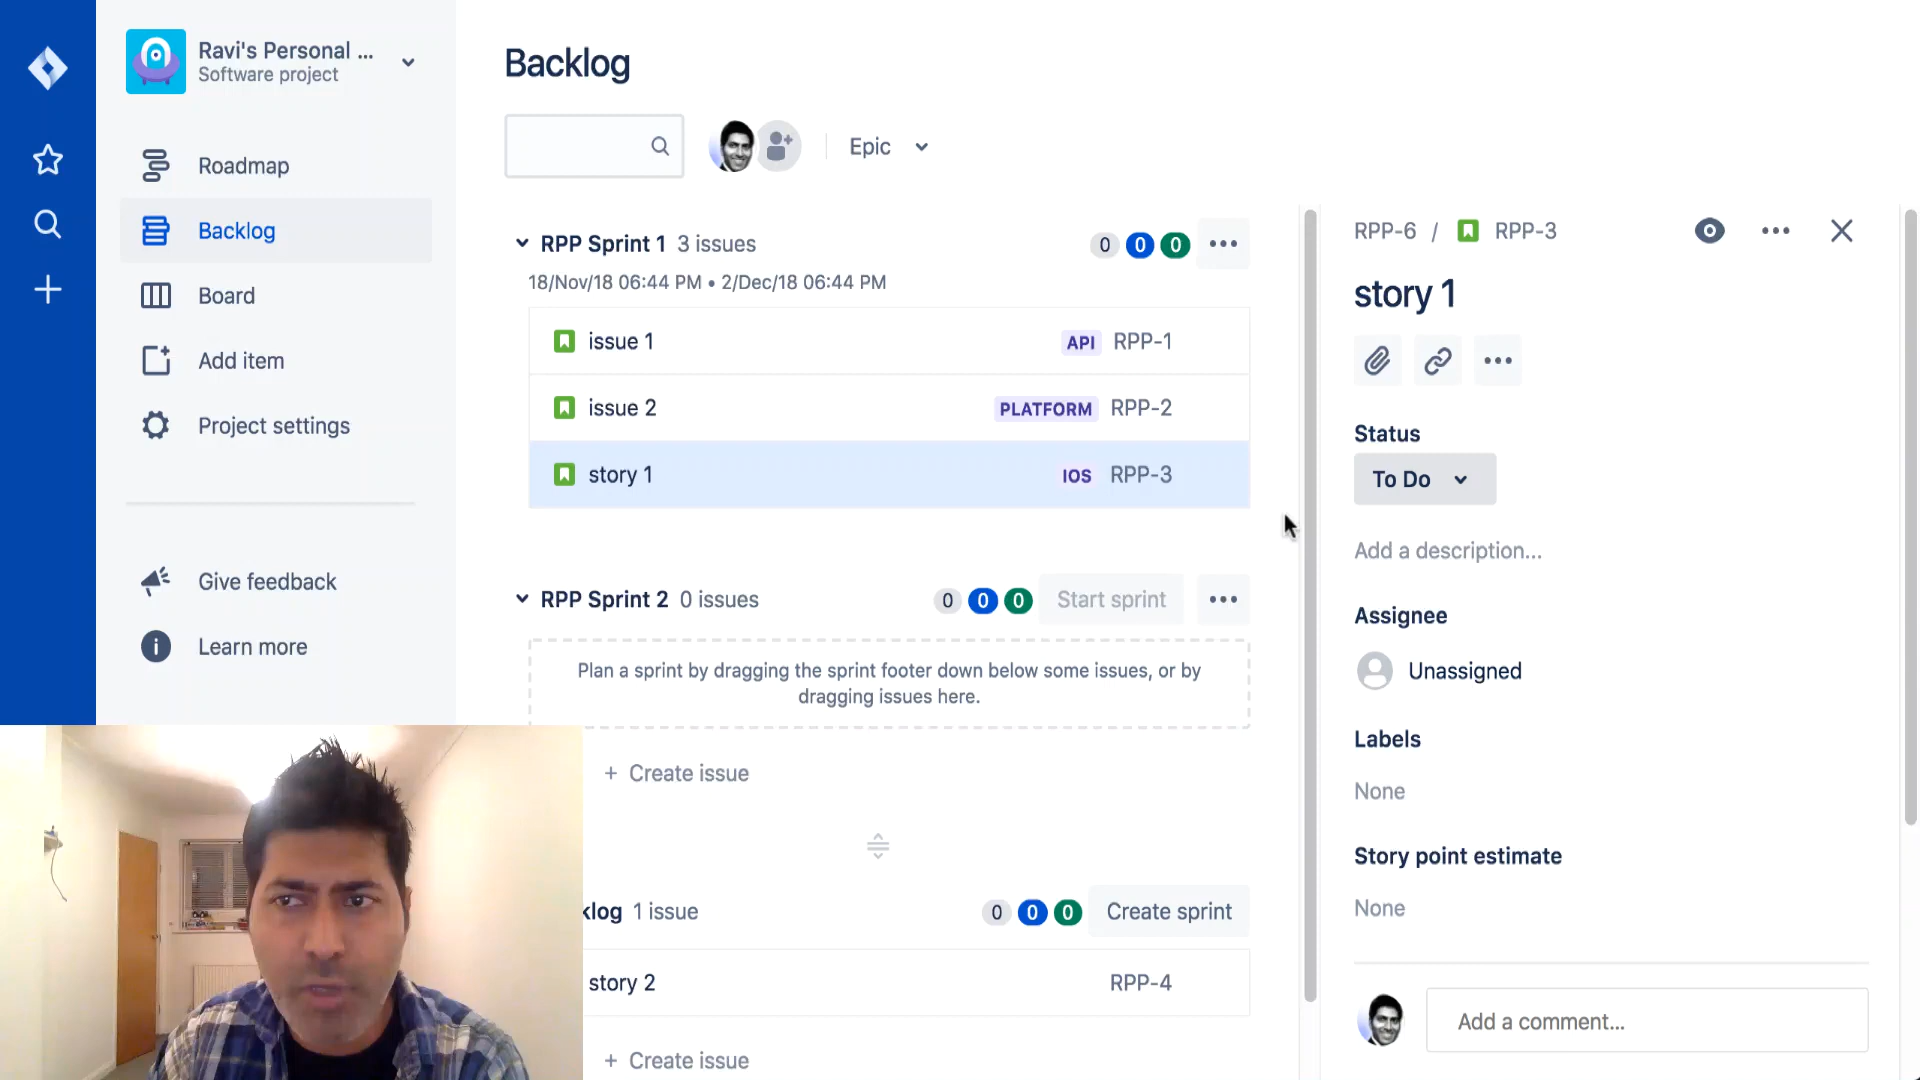 Ravi's Personal ...
Software project
Roadmap
Backlog
Board
Add item
Project settings
Give feedback
Learn more
Backlog
Epic
RPP Sprint 1 3 issues
0 0 0
18/Nov/18 06:44 PM • 2/Dec/18 06:44 PM
issue 1 API RPP-1
issue 2 PLATFORM RPP-2
story 1 IOS RPP-3
RPP Sprint 2 0 issues
0 0 0 Start sprint
Plan a sprint by dragging the sprint footer down below some issues, or by
dragging issues here.
+ Create issue
klog 1 issue
0 0 0 Create sprint
story 2 RPP-4
+ Create issue
RPP-6 / RPP-3
story 1
Status
To Do
Add a description...
Assignee
Unassigned
Labels
None
Story point estimate
None
Add a comment...